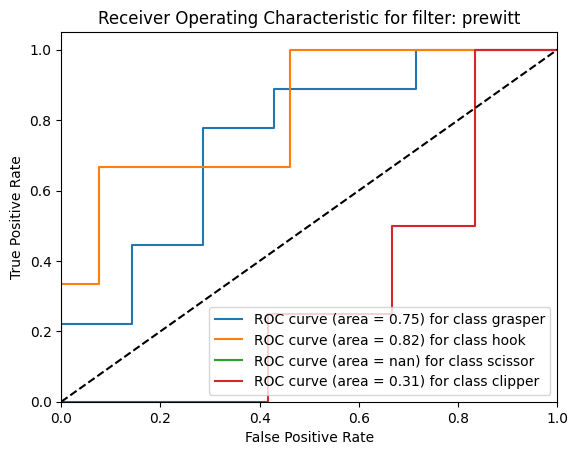 Receiver Operating Characteristic for filter: prewitt
True Positive Rate
1.0
0.8
0.6
0.4
0.2
0.0
ROC curve (area = 0.75) for class grasper
ROC curve (area = 0.82) for class hook
ROC curve (area = nan) for class scissor
ROC curve (area = 0.31) for class clipper
0.0 0.2 0.4 0.6 0.8 1.0
False Positive Rate